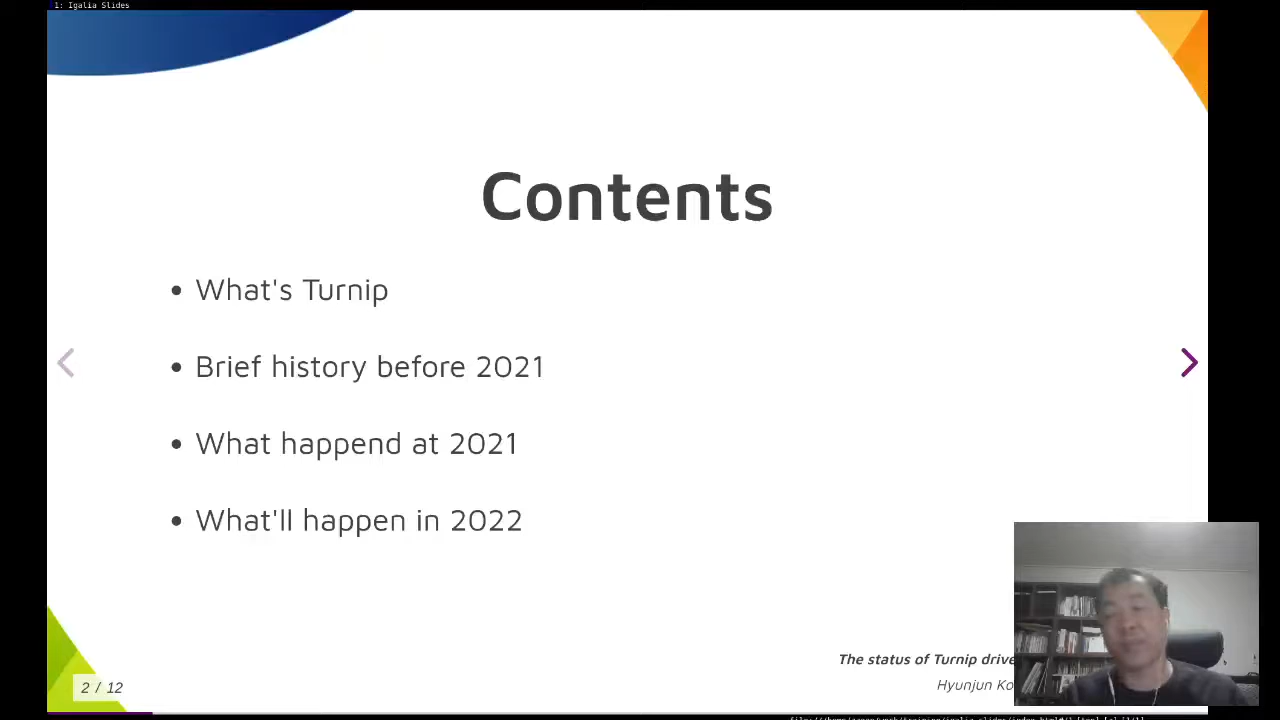 1: Igalia Slides
Contents
• What's Turnip
• Brief history before 2021
• What happend at 2021
• What'll happen in 2022
The status of Turnip drive
Hyunjun Ko
2 / 12